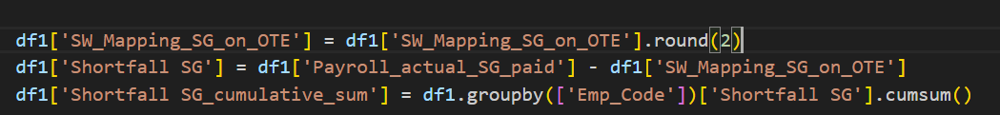 df1['SW_Mapping_SG_on_OTE'] = df1['SW_Mapping_SG_on_OTE'].round(2)
df1['Shortfall SG'] = df1['Payroll_actual_SG_paid'] - df1['SW_Mapping_SG_on_OTE']
df1['Shortfall SG_cumulative_sum'] = df1.groupby(['Emp_Code'])['Shortfall SG'].cumsum()